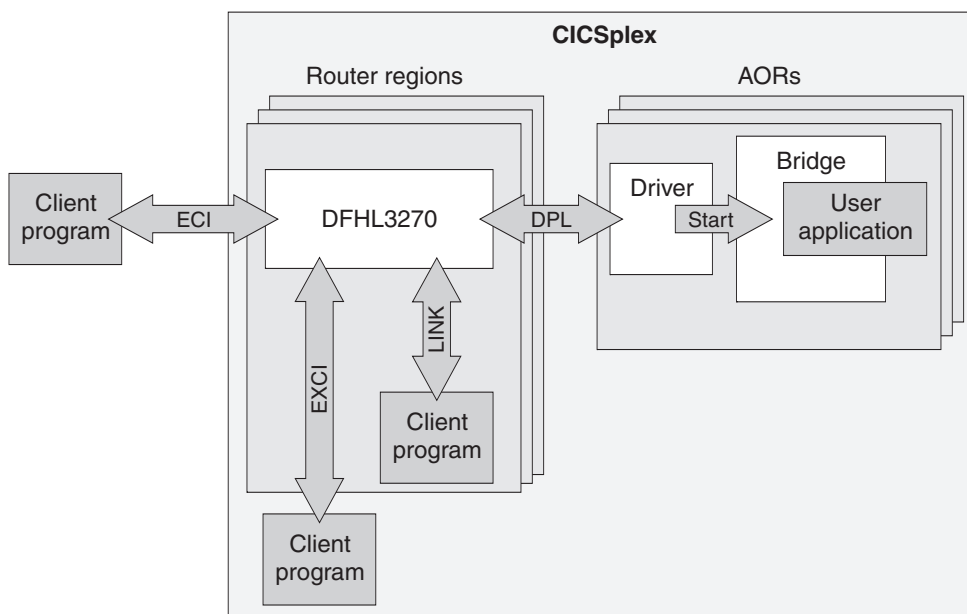 CICSplex
Router regions
AORs
Client
program
ECI
DFHL3270
DPL
Driver
Start
Bridge
User
application
EXCI
LINK
Client
program
Client
program